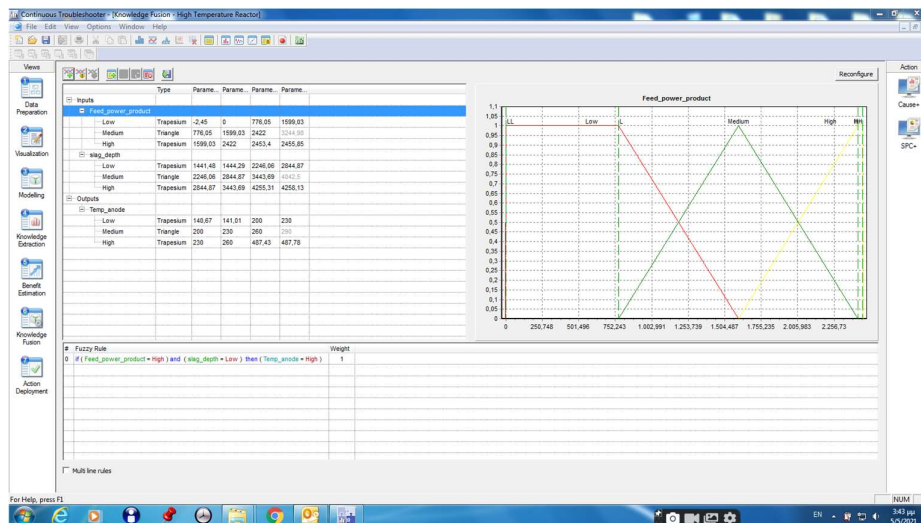 Continuous Troubleshooter - [Knowledge Fusion - High Temperature Reactor]
File Edit View Options Window Help
Views
Action
Reconfigure
Data Preparation
Visualization
Modelling
Knowledge Extraction
Benefit Estimation
Knowledge Fusion
Action Deployment
Cause+
SPC+
Type Parame... Parame... Parame... Parame...
Inputs
Feed_power_product
Low Trapesium -2,45 0 776,05 1599,03
Medium Triangle 776,05 1599,03 2422 3244,98
High Trapesium 1599,03 2422 2453,4 2455,85
slag_depth
Low Trapesium 1441,48 1444,29 2246,06 2844,87
Medium Triangle 2246,06 2844,87 3443,69 4042,5
High Trapesium 2844,87 3443,69 4255,31 4258,13
Outputs
Temp_anode
Low Trapesium 140,67 141,01 200 230
Medium Triangle 200 230 260 290
High Trapesium 230 260 487,43 487,78
Feed_power_product
LL Low L Medium High
1,1
1,05
1
0,95
0,9
0,85
0,8
0,75
0,7
0,65
0,6
0,55
0,5
0,45
0,4
0,35
0,3
0,25
0,2
0,15
0,1
0,05
0
0 250,748 501,496 752,243 1.002,991 1.253,739 1.504,487 1.755,235 2.005,983 2.256,73
# Fuzzy Rule Weight
0 if ( Feed_power_product = High ) and ( slag_depth = Low ) then ( Temp_anode = High ) 1
Multi line rules
For Help, press F1
NUM
EN
3:43 μμ
5/5/2021